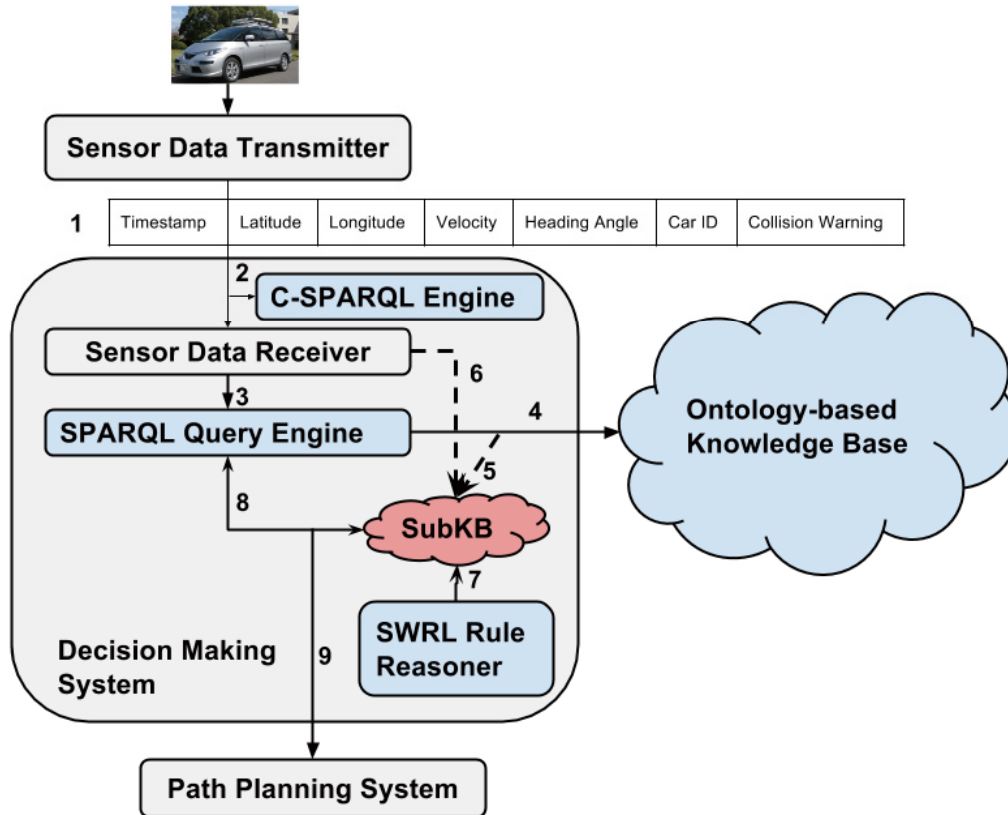 Sensor Data Transmitter
1
Timestamp Latitude Longitude Velocity Heading Angle Car ID Collision Warning
2
C-SPARQL Engine
Sensor Data Receiver
6
3
4
SPARQL Query Engine
Ontology-based
Knowledge Base
5
8
SubKB
7
SWRL Rule
Reasoner
Decision Making
System
9
Path Planning System